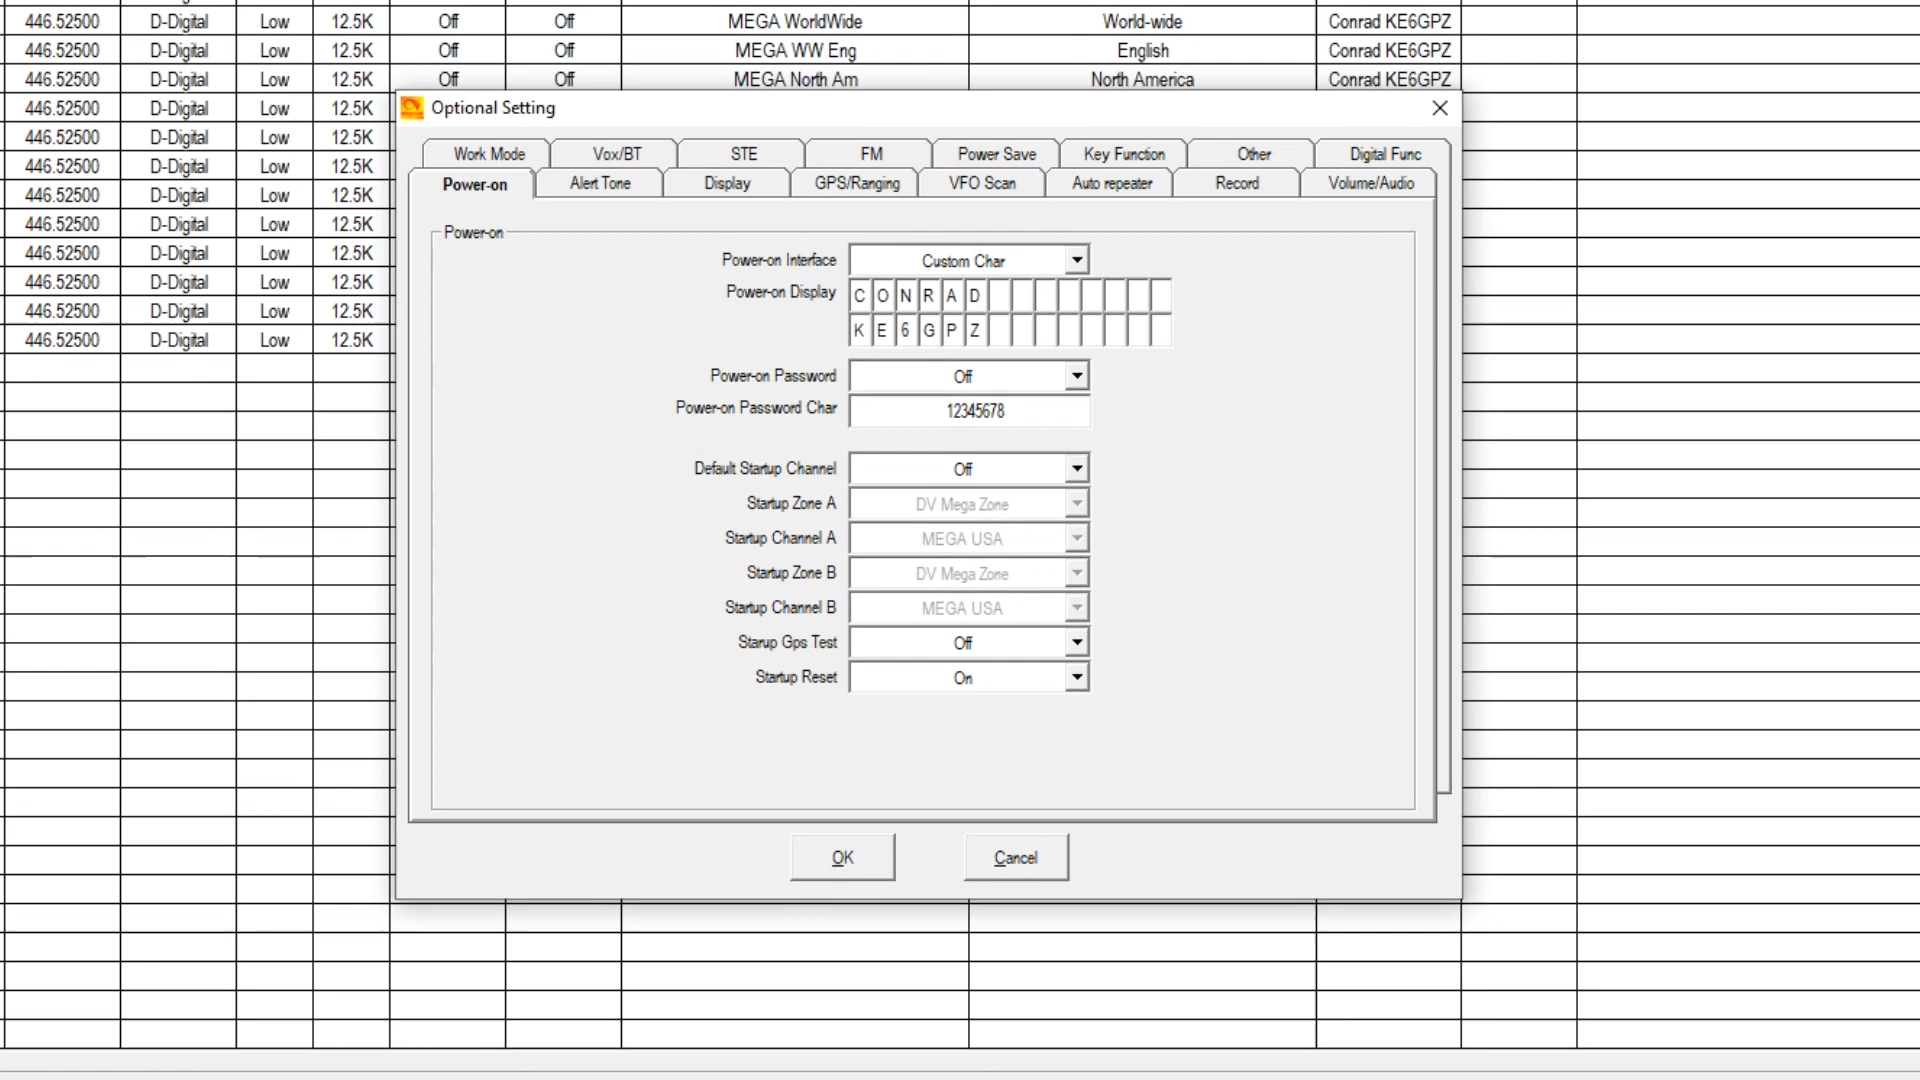 446.52500 D-Digital Low 12.5K Off Off MEGA WorldWide World-wide Conrad KE6GPZ
446.52500 D-Digital Low 12.5K Off Off MEGA WW Eng English Conrad KE6GPZ
446.52500 D-Digital Low 12.5K Off Off MEGA North Am North America Conrad KE6GPZ
446.52500 D-Digital Low 12.5K
446.52500 D-Digital Low 12.5K
446.52500 D-Digital Low 12.5K
446.52500 D-Digital Low 12.5K
446.52500 D-Digital Low 12.5K
446.52500 D-Digital Low 12.5K
446.52500 D-Digital Low 12.5K
446.52500 D-Digital Low 12.5K
446.52500 D-Digital Low 12.5K
Optional Setting
Work Mode Vox/BT STE FM Power Save Key Function Other Digital Func
Power-on Alert Tone Display GPS/Ranging VFO Scan Auto repeater Record Volume/Audio
Power-on
Power-on Interface Custom Char
Power-on Display C O N R A D
K E 6 G P Z
Power-on Password Off
Power-on Password Char 12345678
Default Startup Channel Off
Startup Zone A DV Mega Zone
Startup Channel A MEGA USA
Startup Zone B DV Mega Zone
Startup Channel B MEGA USA
Starup Gps Test Off
Startup Reset On
OK Cancel